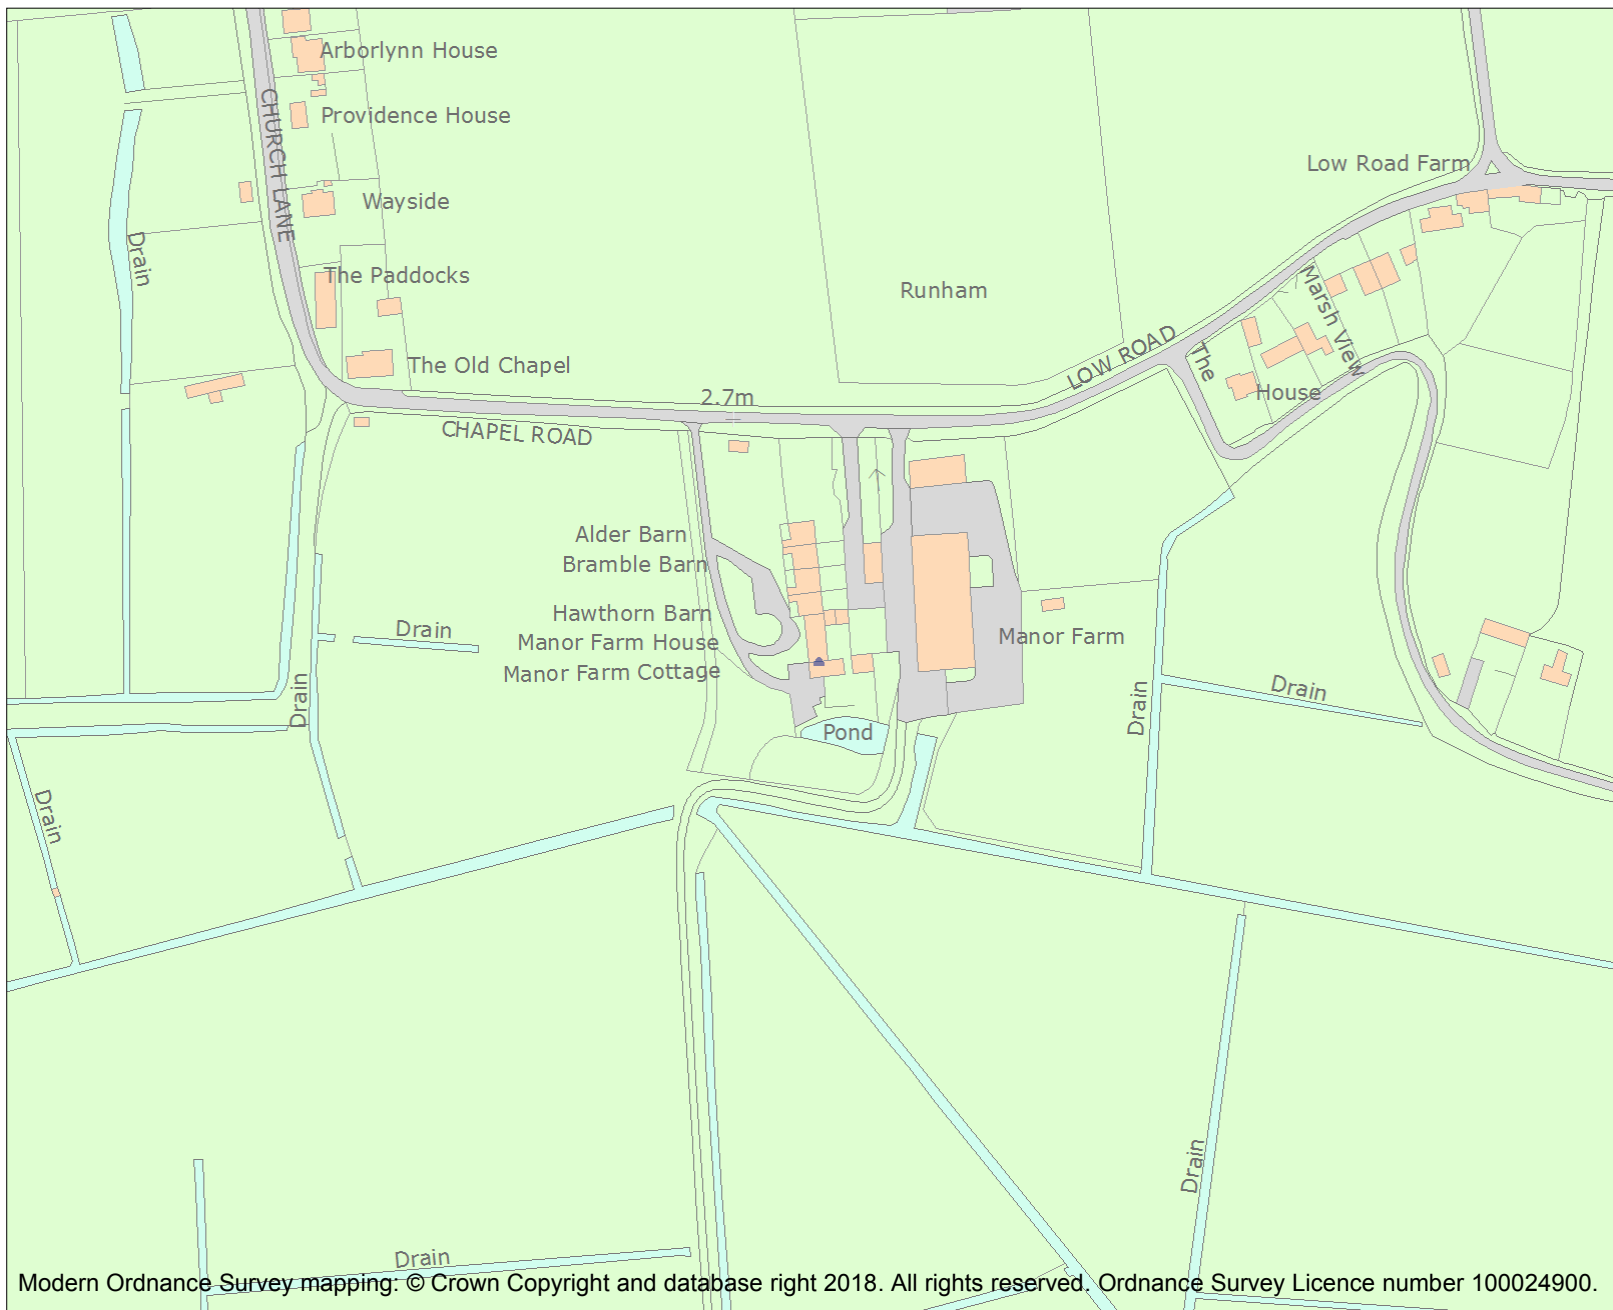 Arborlynn House
CHURCH LANE
Providence House
Low Road Farm
Wayside
Drain
The Paddocks
Runham
Marsh View
LOW ROAD
The
House
The Old Chapel
2.7m
CHAPEL ROAD
Alder Barn
Bramble Barn
Hawthorn Barn
Drain
Manor Farm House
Manor Farm
Manor Farm Cottage
Drain
Drain
Drain
Pond
Drain
Drain
Drain
Modern Ordnance Survey mapping: © Crown Copyright and database right 2018. All rights reserved. Ordnance Survey Licence number 100024900.